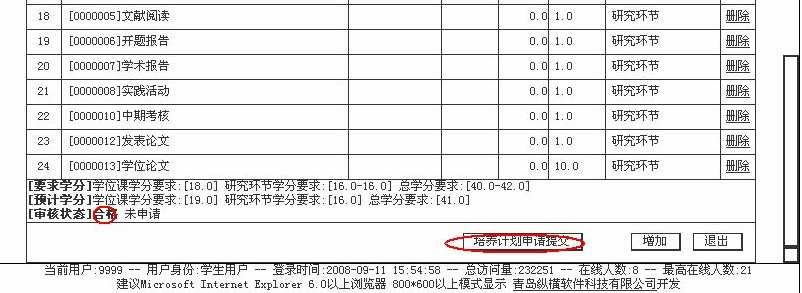 18 [0000005]文献阅读 0.0 1.0 研究环节 删除
19 [0000006]开题报告 0.0 1.0 研究环节 删除
20 [0000007]学术报告 0.0 1.0 研究环节 删除
21 [0000008]实践活动 0.0 1.0 研究环节 删除
22 [0000010]中期考核 0.0 1.0 研究环节 删除
23 [0000012]发表论文 0.0 1.0 研究环节 删除
24 [0000013]学位论文 0.0 10.0 研究环节 删除
[要求学分]学位课学分要求:[18.0] 研究环节学分要求:[16.0-16.0] 总学分要求:[40.0-42.0]
[预计学分]学位课学分要求:[19.0] 研究环节学分要求:[16.0] 总学分要求:[41.0]
[审核状态]合格 未申请
培养计划申请提交 增加 退出
当前用户:9999 -- 用户身份:学生用户 -- 登录时间:2008-09-11 15:54:58 -- 总访问量:232251 -- 在线人数:8 -- 最高在线人数:21
建议Microsoft Internet Explorer 6.0以上浏览器 800*600以上模式显示 青岛纵横软件科技有限公司开发